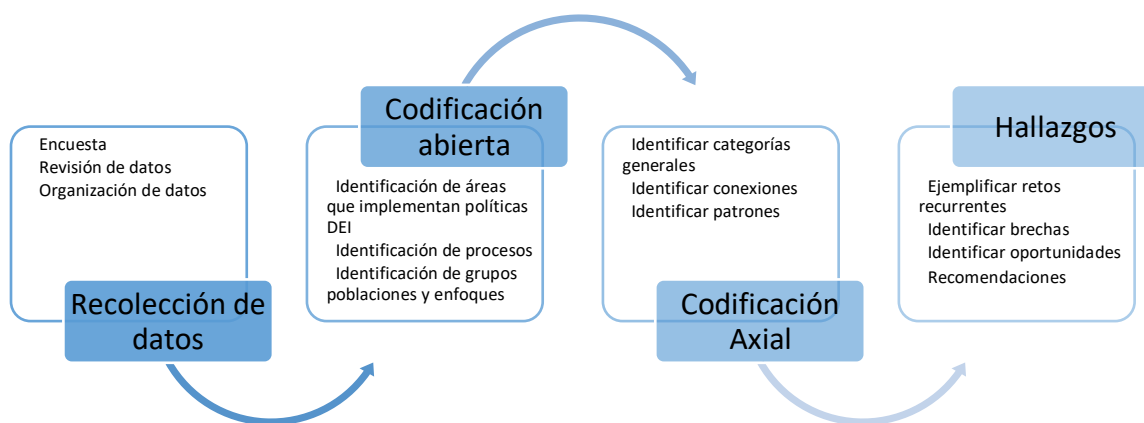 Encuesta
Revisión de datos
Organización de datos
Recolección de
datos
Codificación
abierta
Identificación de áreas
que implementan políticas
DEI
Identificación de procesos
Identificación de grupos
poblaciones y enfoques
Identificar categorías
generales
Identificar conexiones
Identificar patrones
Codificación
Axial
Hallazgos
Ejemplificar retos
recurrentes
Identificar brechas
Identificar oportunidades
Recomendaciones